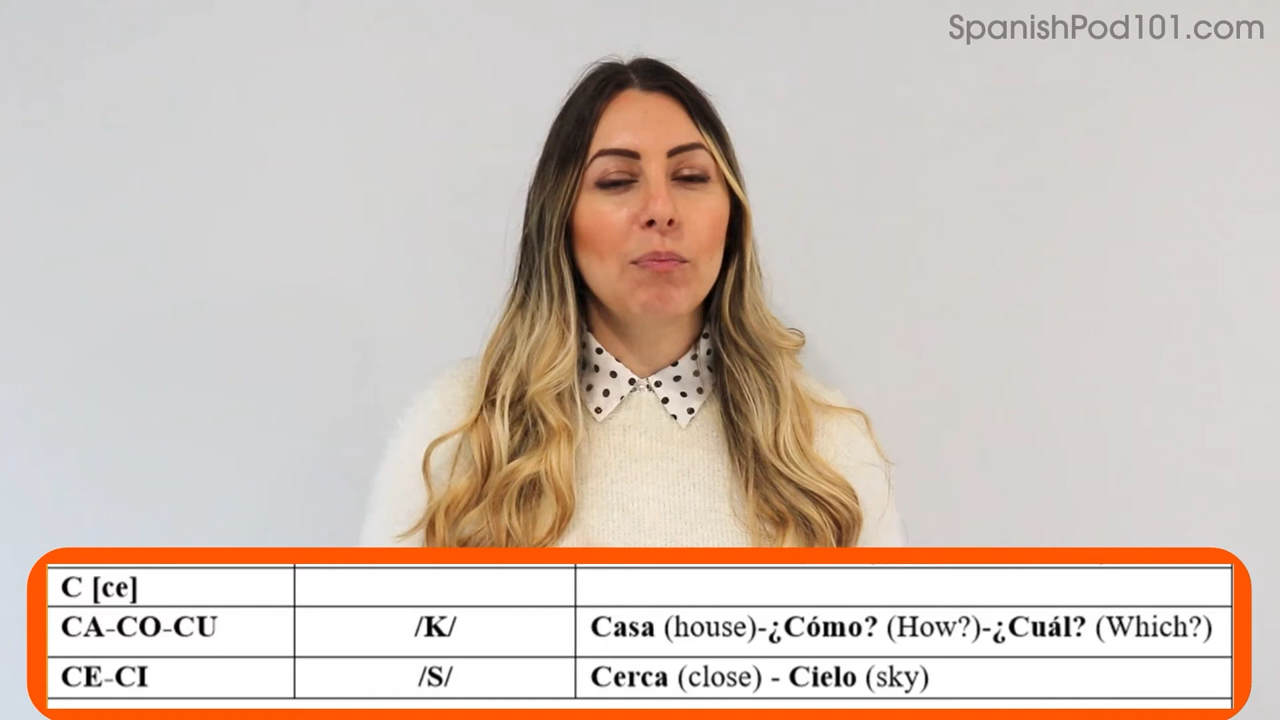 SpanishPod101.com
C [ce]
CA-CO-CU /K/ Casa (house)-¿Cómo? (How?)-¿Cuál? (Which?)
CE-CI /S/ Cerca (close) - Cielo (sky)